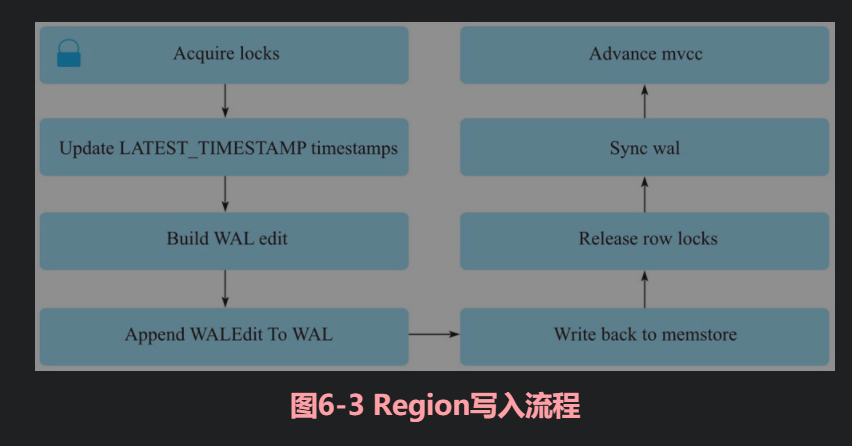 Acquire locks
Update LATEST_TIMESTAMP timestamps
Build WAL edit
Append WALEdit To WAL
Write back to memstore
Release row locks
Sync wal
Advance mvcc
图6-3 Region写入流程